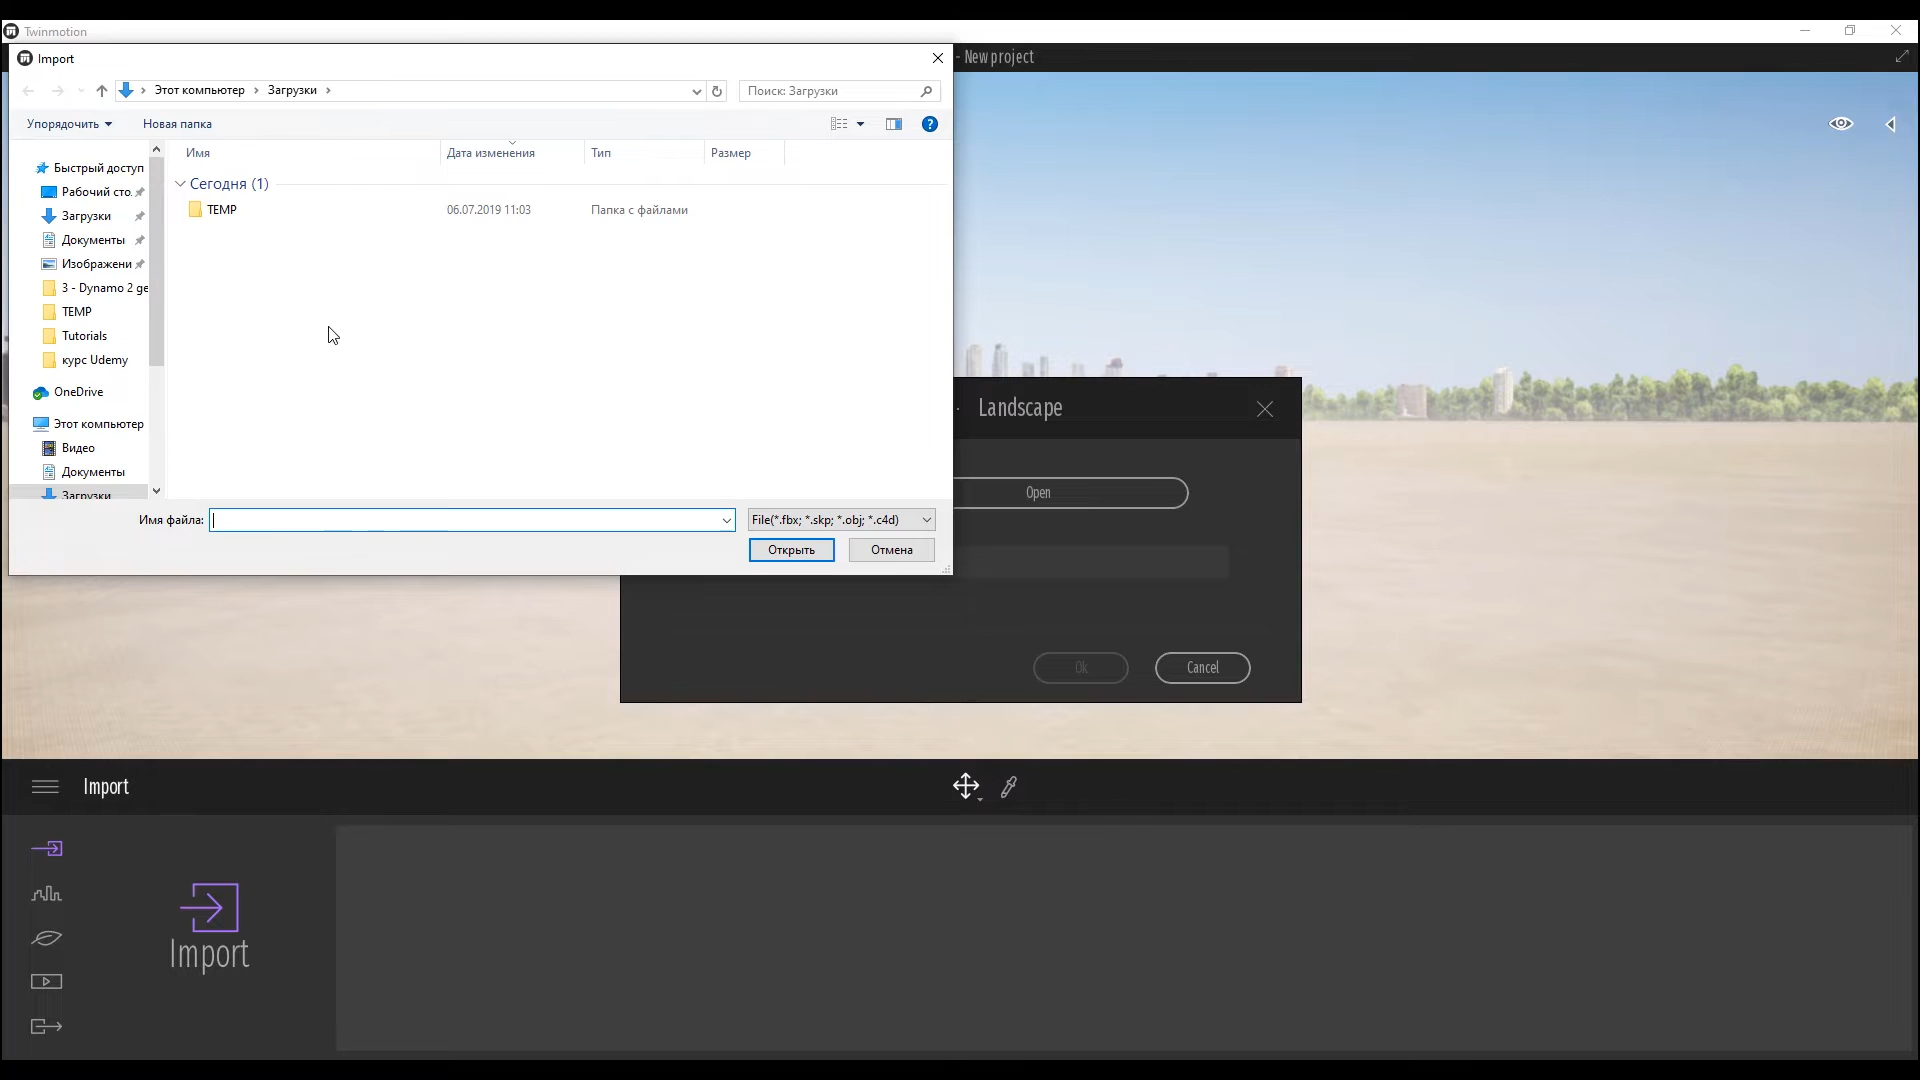 Twinmotion
Import
- New project
Этот компьютер
Загрузки
Поиск: Загрузки
Упорядочить
Новая папка
Имя
Дата изменения
Тип
Размер
Быстрый доступ
Сегодня (1)
Рабочий сто.
TEMP
06.07.2019 11:03
Папка с файлами
Загрузки
Документы
Изображени
3 - Dynamo 2 ge
TEMP
Tutorials
курс Udemy
OneDrive
Этот компьютер
Видео
Документы
Загрузки
Landscape
Open
Имя файла:
File(*.fbx; *.skp; *.obj; *.c4d)
Открыть
Отмена
Ok
Cancel
Import
Import